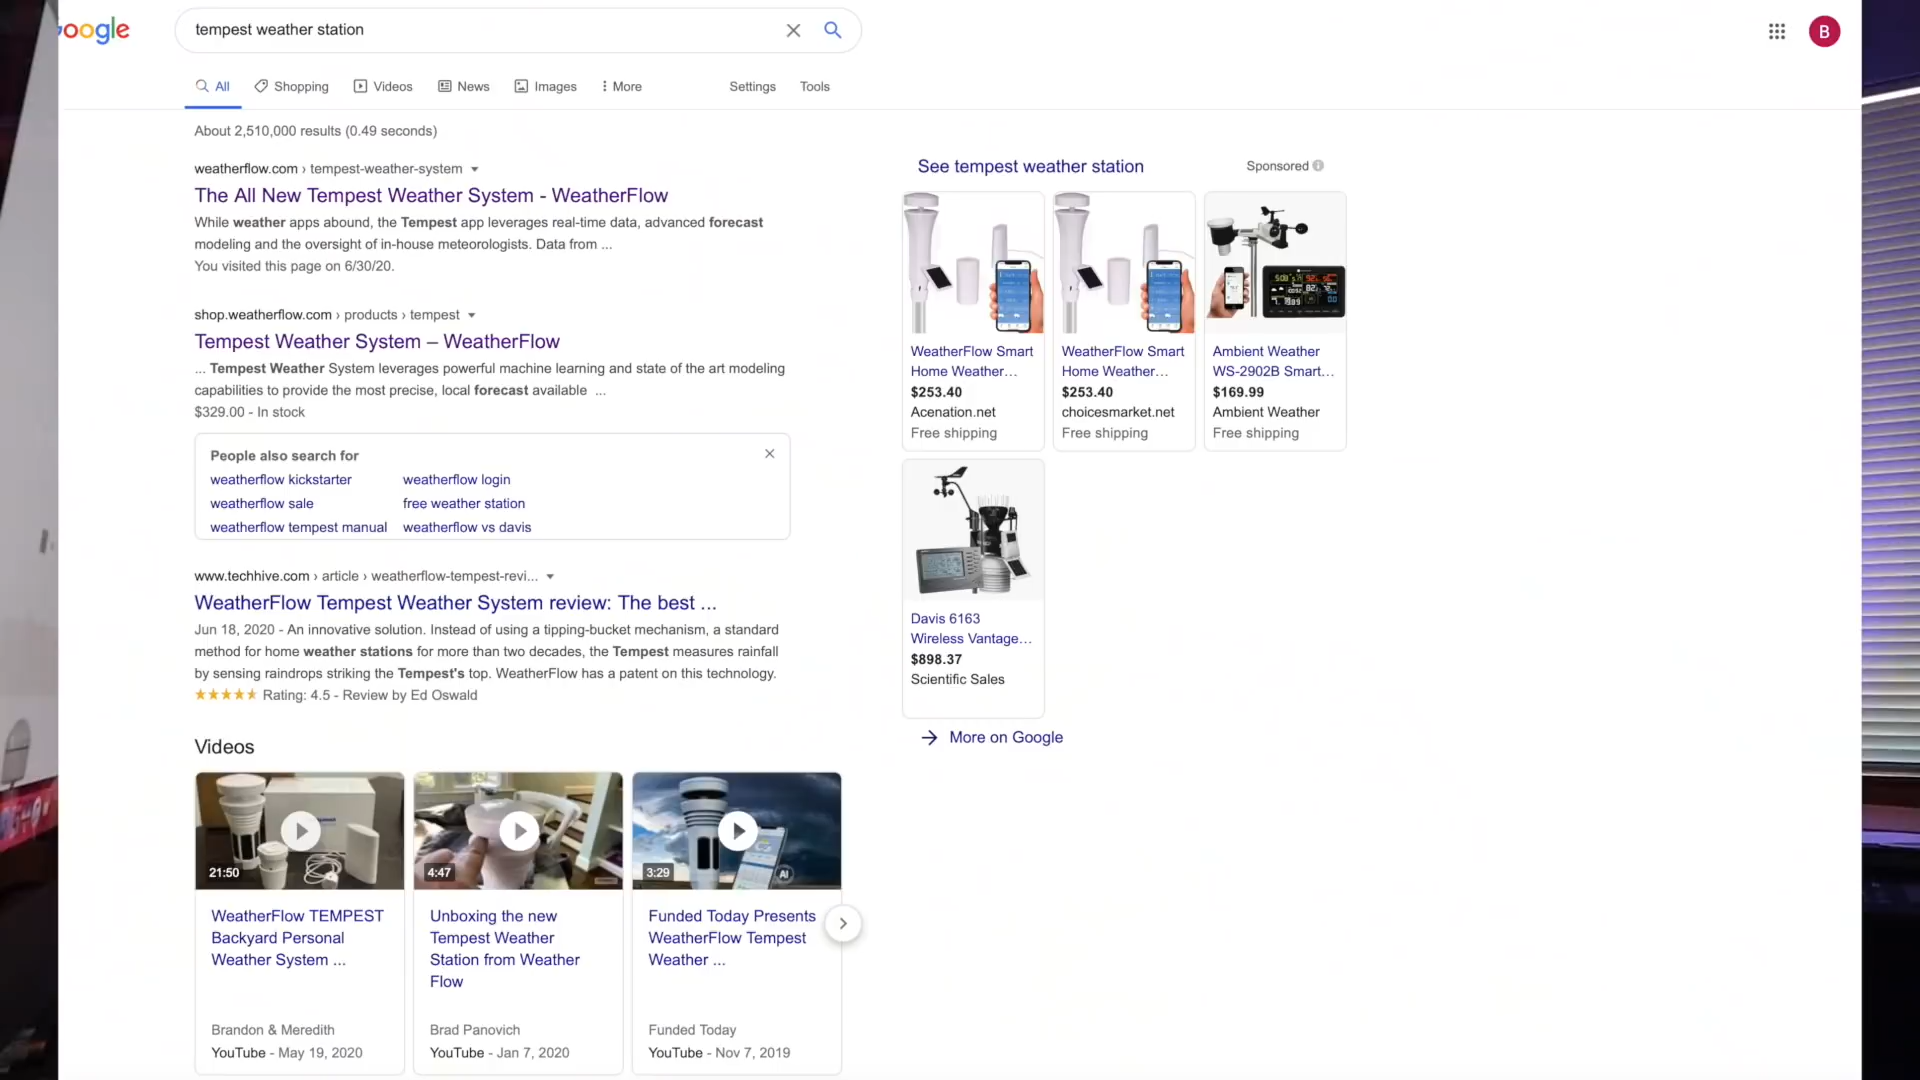 Google
tempest weather station
B
All
Shopping
Videos
News
Images
More
Settings
Tools
About 2,510,000 results (0.49 seconds)
weatherflow.com › tempest-weather-system
The All New Tempest Weather System - WeatherFlow
While weather apps abound, the Tempest app leverages real-time data, advanced forecast
modeling and the oversight of in-house meteorologists. Data from ...
You visited this page on 6/30/20.
shop.weatherflow.com › products › tempest
Tempest Weather System – WeatherFlow
... Tempest Weather System leverages powerful machine learning and state of the art modeling
capabilities to provide the most precise, local forecast available ...
$329.00 - In stock
People also search for
weatherflow kickstarter
weatherflow login
weatherflow sale
free weather station
weatherflow tempest manual
weatherflow vs davis
www.techhive.com › article › weatherflow-tempest-revi...
WeatherFlow Tempest Weather System review: The best ...
Jun 18, 2020 - An innovative solution. Instead of using a tipping-bucket mechanism, a standard
method for home weather stations for more than two decades, the Tempest measures rainfall
by sensing raindrops striking the Tempest's top. WeatherFlow has a patent on this technology.
Rating: 4.5 - Review by Ed Oswald
Videos
21:50
WeatherFlow TEMPEST
Backyard Personal
Weather System ...
Brandon & Meredith
YouTube - May 19, 2020
4:47
Unboxing the new
Tempest Weather
Station from Weather
Flow
Brad Panovich
YouTube - Jan 7, 2020
3:29
AI
Funded Today Presents
WeatherFlow Tempest
Weather ...
Funded Today
YouTube - Nov 7, 2019
See tempest weather station
Sponsored
WeatherFlow Smart
Home Weather...
$253.40
Acenation.net
Free shipping
WeatherFlow Smart
Home Weather...
$253.40
choicesmarket.net
Free shipping
Ambient Weather
WS-2902B Smart...
$169.99
Ambient Weather
Free shipping
Davis 6163
Wireless Vantage...
$898.37
Scientific Sales
More on Google